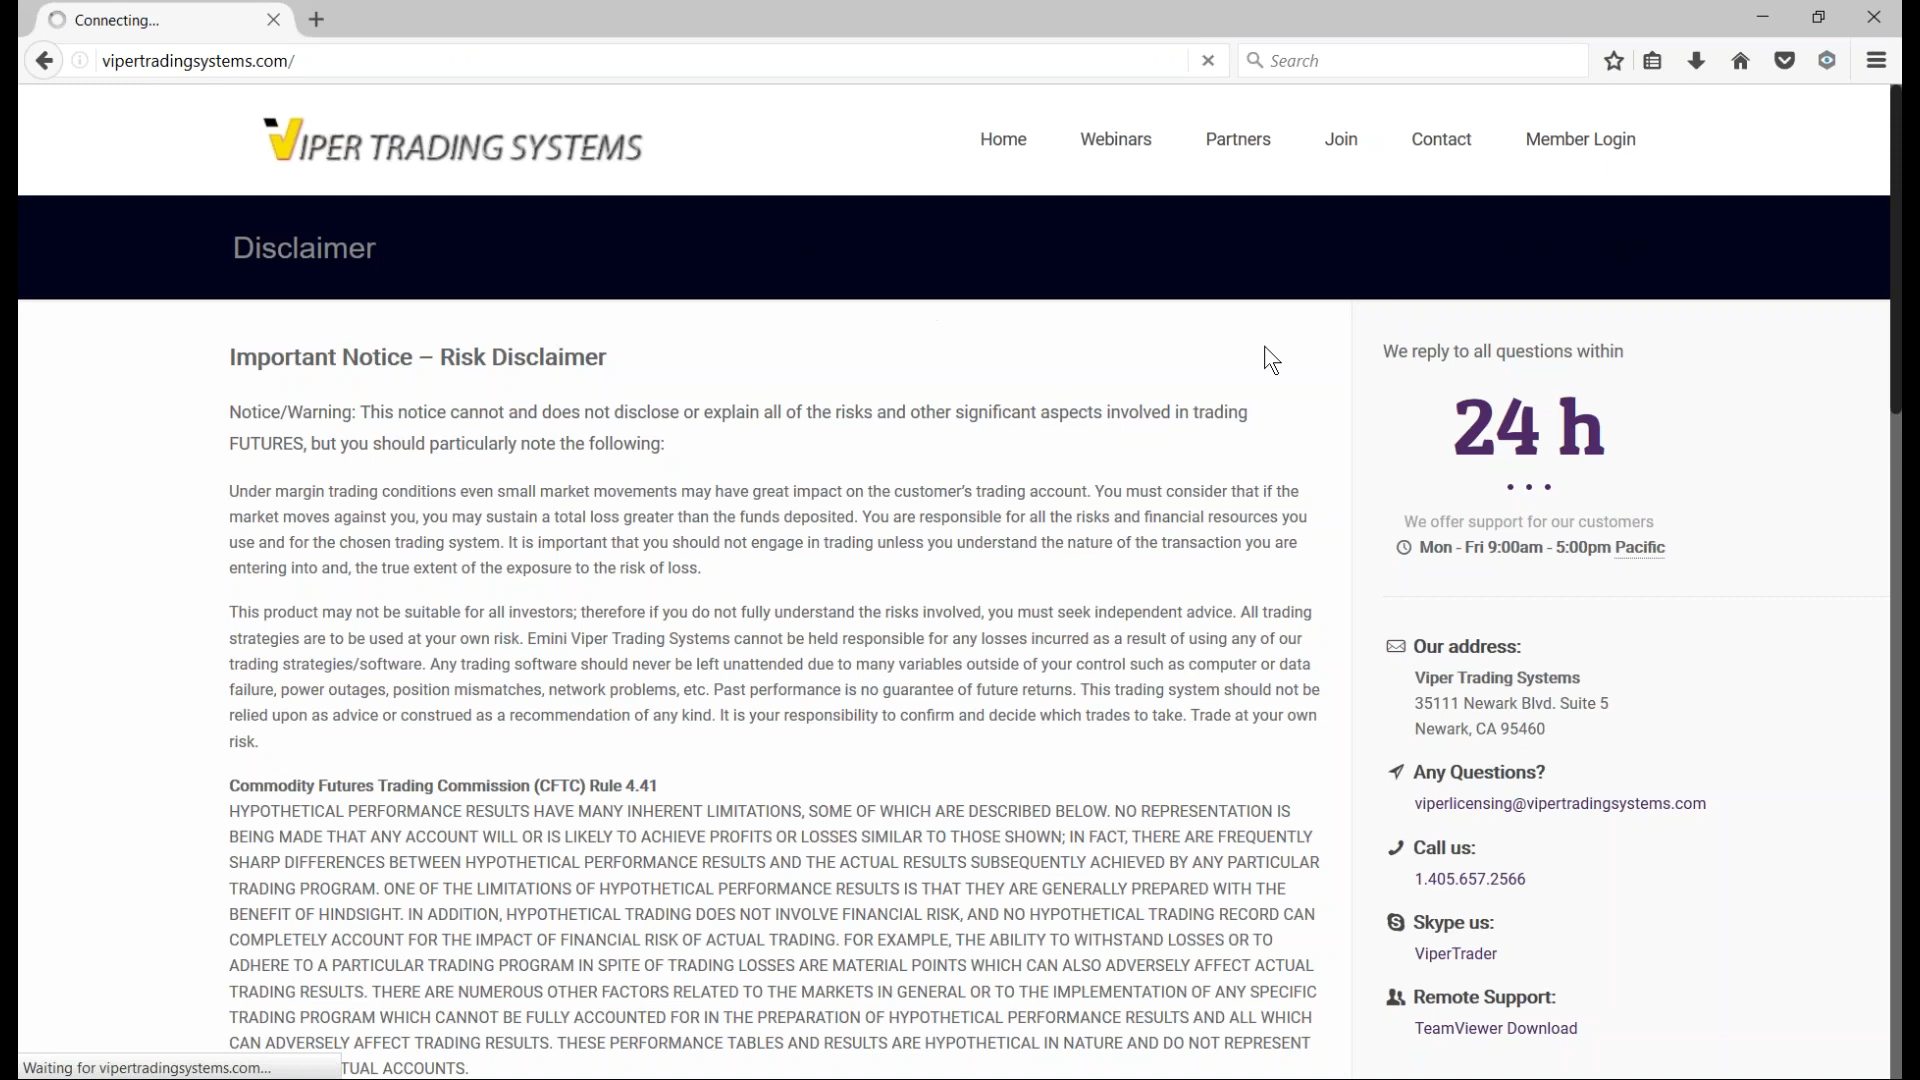 Connecting...
vipertradingsystems.com/
Search
VIPER TRADING SYSTEMS
Home
Webinars
Partners
Join
Contact
Member Login
Disclaimer
Important Notice – Risk Disclaimer
Notice/Warning: This notice cannot and does not disclose or explain all of the risks and other significant aspects involved in trading
FUTURES, but you should particularly note the following:
Under margin trading conditions even small market movements may have great impact on the customer's trading account. You must consider that if the
market moves against you, you may sustain a total loss greater than the funds deposited. You are responsible for all the risks and financial resources you
use and for the chosen trading system. It is important that you should not engage in trading unless you understand the nature of the transaction you are
entering into and, the true extent of the exposure to the risk of loss.
This product may not be suitable for all investors; therefore if you do not fully understand the risks involved, you must seek independent advice. All trading
strategies are to be used at your own risk. Emini Viper Trading Systems cannot be held responsible for any losses incurred as a result of using any of our
trading strategies/software. Any trading software should never be left unattended due to many variables outside of your control such as computer or data
failure, power outages, position mismatches, network problems, etc. Past performance is no guarantee of future returns. This trading system should not be
relied upon as advice or construed as a recommendation of any kind. It is your responsibility to confirm and decide which trades to take. Trade at your own
risk.
Commodity Futures Trading Commission (CFTC) Rule 4.41
HYPOTHETICAL PERFORMANCE RESULTS HAVE MANY INHERENT LIMITATIONS, SOME OF WHICH ARE DESCRIBED BELOW. NO REPRESENTATION IS
BEING MADE THAT ANY ACCOUNT WILL OR IS LIKELY TO ACHIEVE PROFITS OR LOSSES SIMILAR TO THOSE SHOWN; IN FACT, THERE ARE FREQUENTLY
SHARP DIFFERENCES BETWEEN HYPOTHETICAL PERFORMANCE RESULTS AND THE ACTUAL RESULTS SUBSEQUENTLY ACHIEVED BY ANY PARTICULAR
TRADING PROGRAM. ONE OF THE LIMITATIONS OF HYPOTHETICAL PERFORMANCE RESULTS IS THAT THEY ARE GENERALLY PREPARED WITH THE
BENEFIT OF HINDSIGHT. IN ADDITION, HYPOTHETICAL TRADING DOES NOT INVOLVE FINANCIAL RISK, AND NO HYPOTHETICAL TRADING RECORD CAN
COMPLETELY ACCOUNT FOR THE IMPACT OF FINANCIAL RISK OF ACTUAL TRADING. FOR EXAMPLE, THE ABILITY TO WITHSTAND LOSSES OR TO
ADHERE TO A PARTICULAR TRADING PROGRAM IN SPITE OF TRADING LOSSES ARE MATERIAL POINTS WHICH CAN ALSO ADVERSELY AFFECT ACTUAL
TRADING RESULTS. THERE ARE NUMEROUS OTHER FACTORS RELATED TO THE MARKETS IN GENERAL OR TO THE IMPLEMENTATION OF ANY SPECIFIC
TRADING PROGRAM WHICH CANNOT BE FULLY ACCOUNTED FOR IN THE PREPARATION OF HYPOTHETICAL PERFORMANCE RESULTS AND ALL WHICH
CAN ADVERSELY AFFECT TRADING RESULTS. THESE PERFORMANCE TABLES AND RESULTS ARE HYPOTHETICAL IN NATURE AND DO NOT REPRESENT
TUAL ACCOUNTS.
Waiting for vipertradingsystems.com...
We reply to all questions within
24 h
We offer support for our customers
Mon - Fri 9:00am - 5:00pm Pacific
Our address:
Viper Trading Systems
35111 Newark Blvd. Suite 5
Newark, CA 95460
Any Questions?
viperlicensing@vipertradingsystems.com
Call us:
1.405.657.2566
Skype us:
ViperTrader
Remote Support:
TeamViewer Download